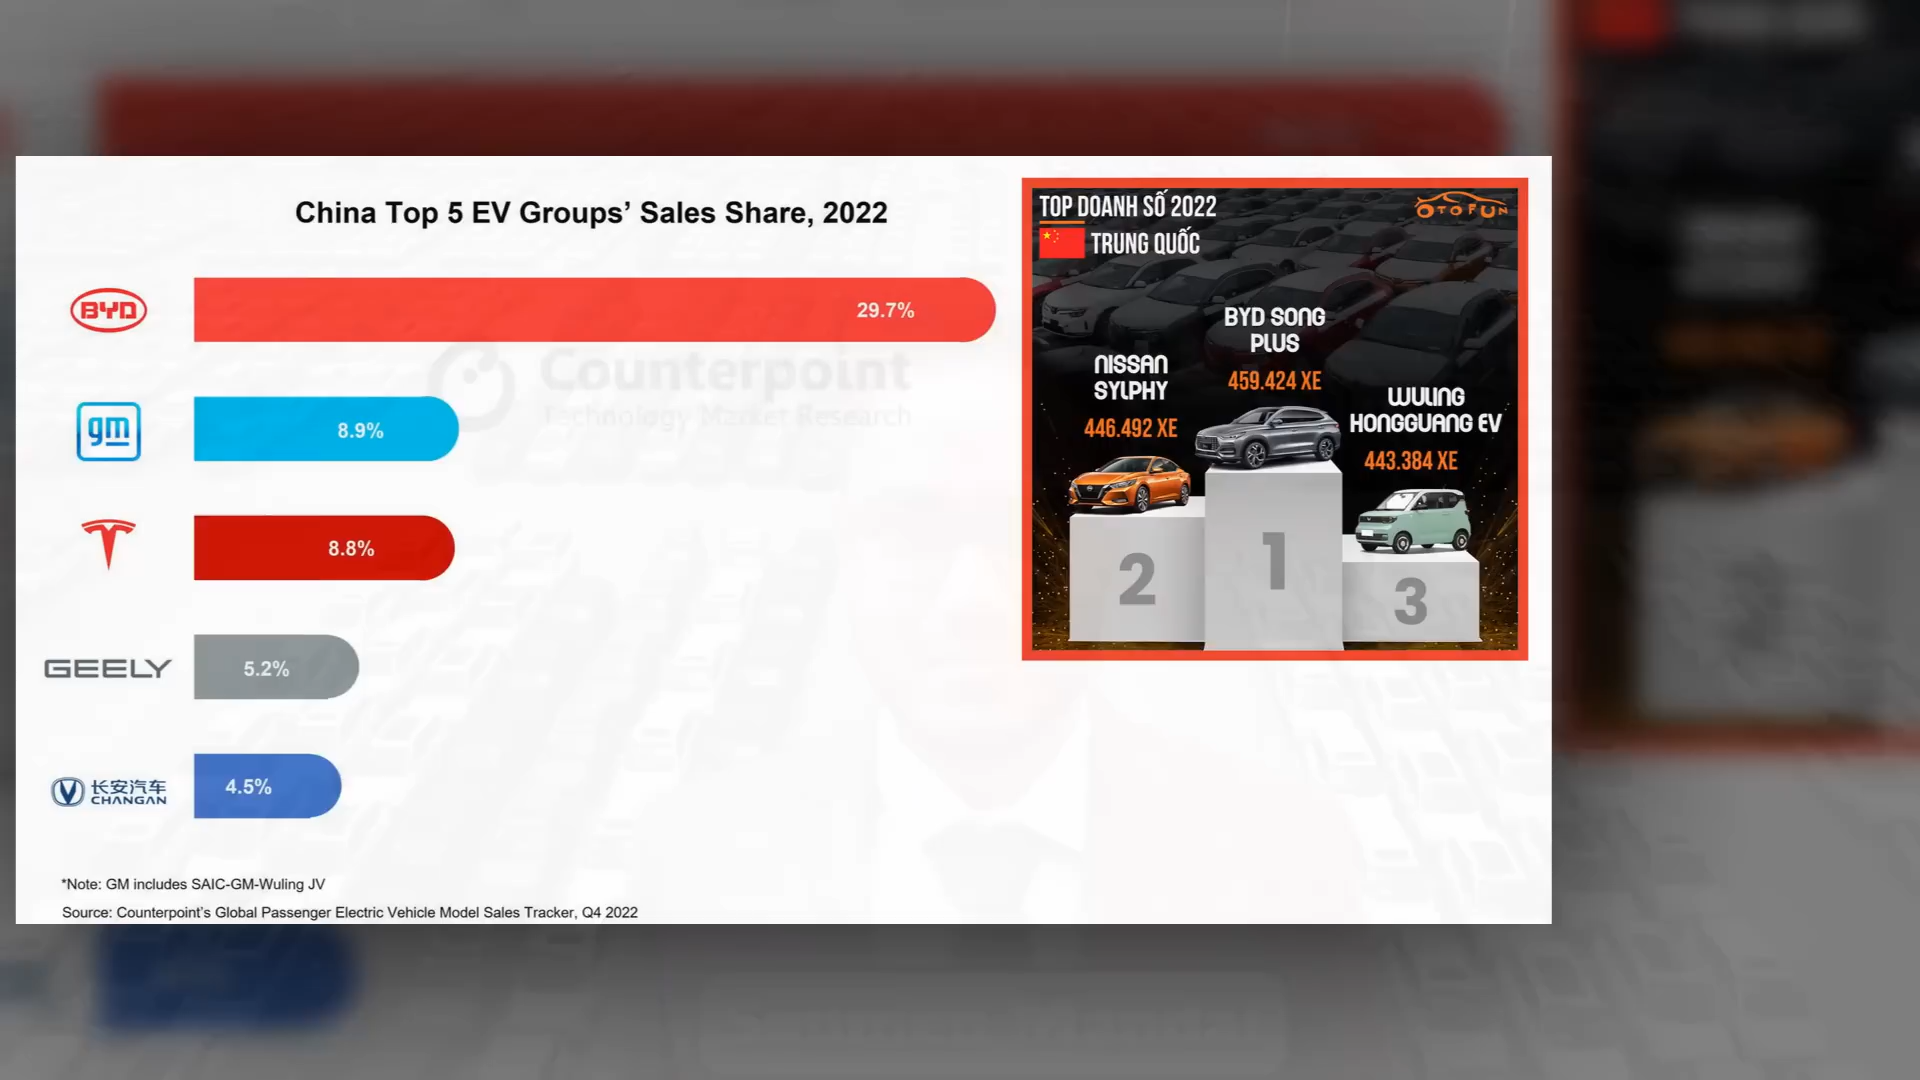 China Top 5 EV Groups’ Sales Share, 2022
BYD
29.7%
Counterpoint
Technology Market Research
gm
8.9%
8.8%
GEELY
5.2%
长安汽车
CHANGAN
4.5%
*Note: GM includes SAIC-GM-Wuling JV
Source: Counterpoint’s Global Passenger Electric Vehicle Model Sales Tracker, Q4 2022
TOP DOANH SỐ 2022
TRUNG QUỐC
OTOFUN
BYD SONG
PLUS
459.424 XE
NISSAN
SYLPHY
446.492 XE
WULING
HONGGUANG EV
443.384 XE
2
1
3